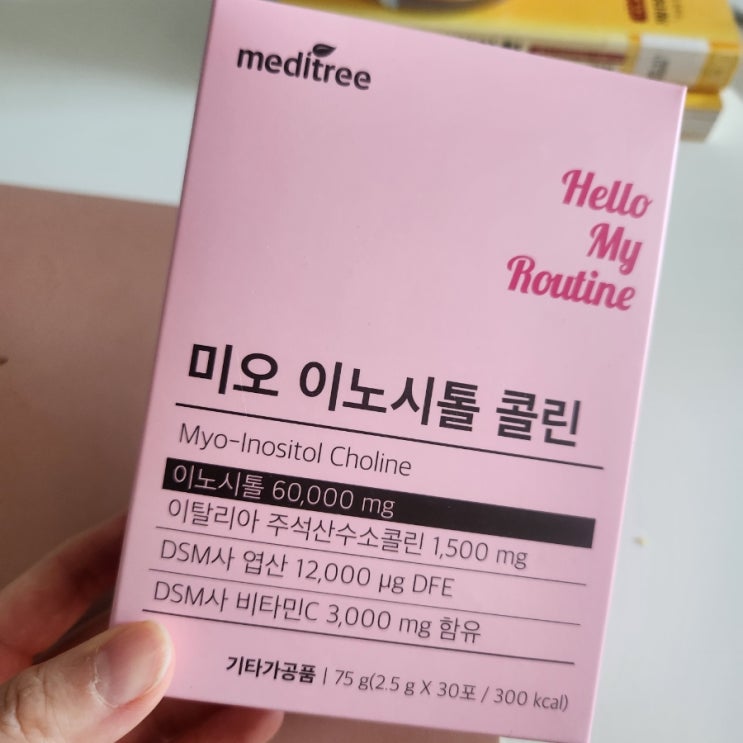 meditree
Hello
My
Routine
미오 이노시톨 콜린
Myo-Inositol Choline
이노시톨 60,000 mg
이탈리아 주석산수소콜린 1,500 mg
DSM사 엽산 12,000 μg DFE
DSM사 비타민C 3,000 mg 함유
기타가공품 | 75 g(2.5 g X 30포 / 300 kcal)